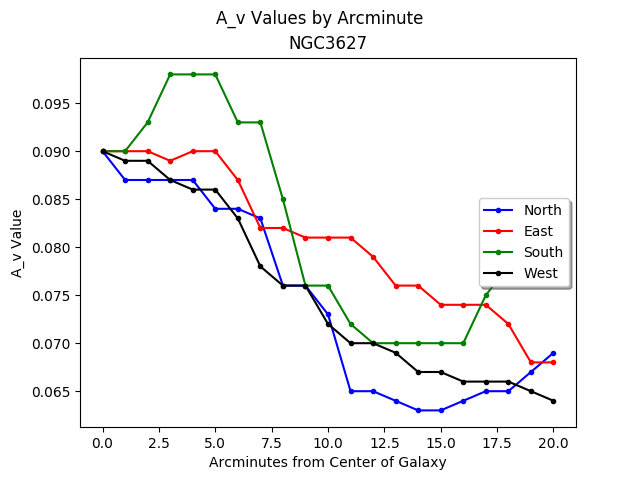 A_v Values by Arcminute
NGC3627
0.095
0.090
0.085
0.080
0.075
0.070
0.065
A_v Value
North
East
South
West
0.0 2.5 5.0 7.5 10.0 12.5 15.0 17.5 20.0
Arcminutes from Center of Galaxy